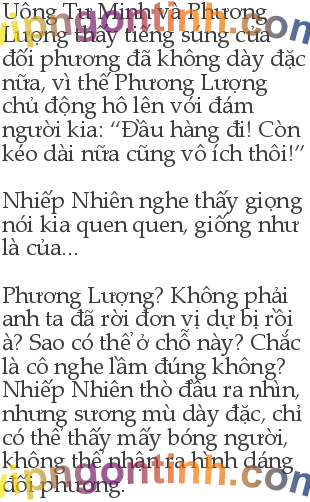 Uông Tư Minh và Phương
Lượng thấy tiếng súng của
đối phương đã không dày đặc
nữa, vì thế Phương Lượng
chủ động hô lên với đám
người kia: “Đầu hàng đi! Còn
kéo dài nữa cũng vô ích thôi!”

Nhiếp Nhiên nghe thấy giọng
nói kia quen quen, giống như
là của...

Phương Lượng? Không phải
anh ta đã rời đơn vị dự bị rồi
à? Sao có thể ở chỗ này? Chắc
là cô nghe lầm đúng không?
Nhiếp Nhiên thò đầu ra nhìn,
nhưng sương mù dày đặc, chỉ
có thể thấy mấy bóng người,
không thể nhận ra hình dáng
đối phương.